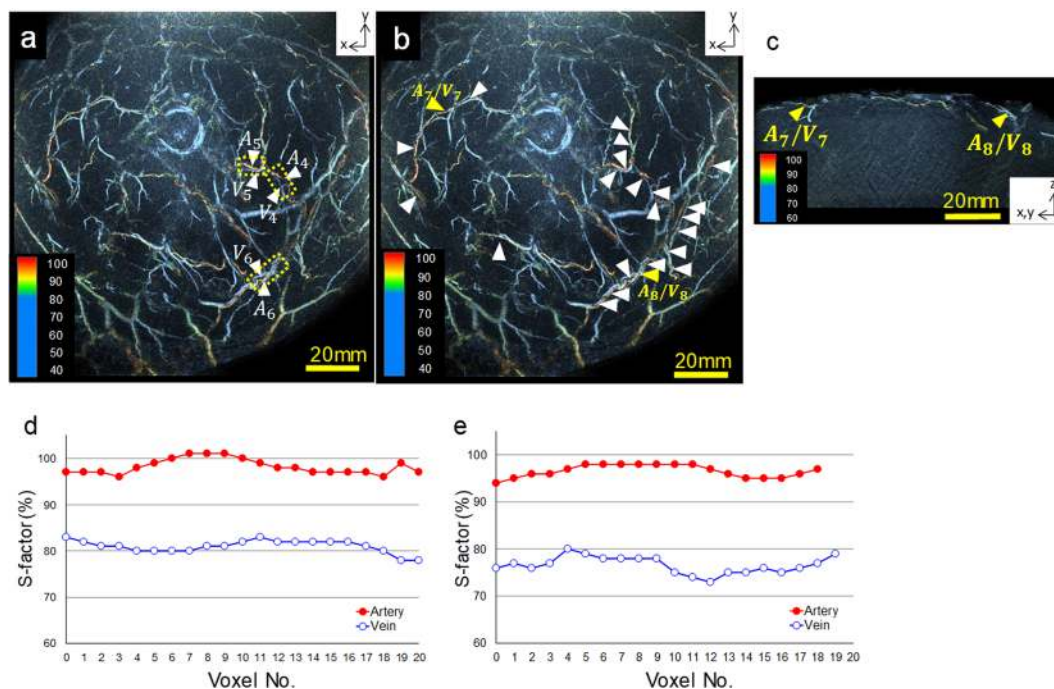 a
y
x
A5
A4
V5
V4
V6
A6
100
90
80
70
60
50
40
20mm
b
y
x
A7/V7
A8/V8
100
90
80
70
60
50
40
20mm
c
A7/V7
A8/V8
100
90
80
70
60
z
x,y
20mm
d
S-factor (%)
100
90
80
70
60
Artery
Vein
0 1 2 3 4 5 6 7 8 9 10 11 12 13 14 15 16 17 18 19 20
Voxel No.
e
S-factor (%)
100
90
80
70
60
Artery
Vein
0 1 2 3 4 5 6 7 8 9 10 11 12 13 14 15 16 17 18 19 20
Voxel No.